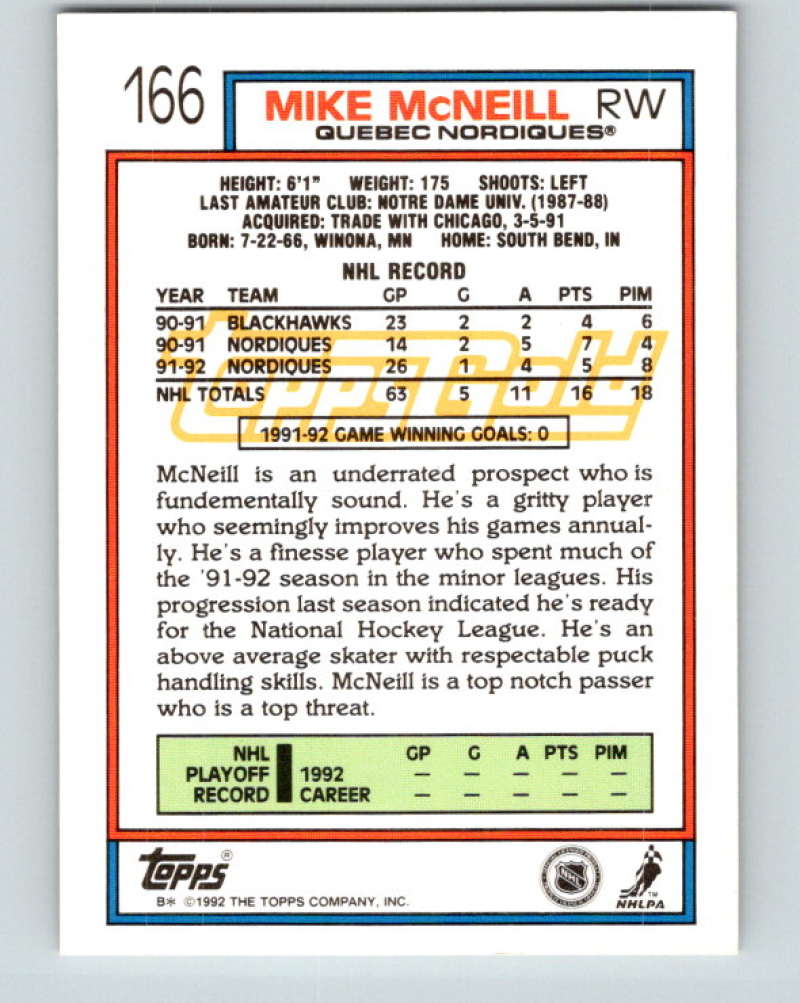 166 MIKE McNEILL RW
QUEBEC NORDIQUES®
HEIGHT: 6'1" WEIGHT: 175 SHOOTS: LEFT
LAST AMATEUR CLUB: NOTRE DAME UNIV. (1987-88)
ACQUIRED: TRADE WITH CHICAGO, 3-5-91
BORN: 7-22-66, WINONA, MN HOME: SOUTH BEND, IN
NHL RECORD
YEAR TEAM GP G A PTS PIM
90-91 BLACKHAWKS 23 2 2 4 6
90-91 NORDIQUES 14 2 5 7 4
91-92 NORDIQUES 26 1 4 5 8
NHL TOTALS 63 5 11 16 18
Topps Gold
1991-92 GAME WINNING GOALS: 0
McNeill is an underrated prospect who is
fundementally sound. He's a gritty player
who seemingly improves his games annual-
ly. He's a finesse player who spent much of
the '91-92 season in the minor leagues. His
progression last season indicated he's ready
for the National Hockey League. He's an
above average skater with respectable puck
handling skills. McNeill is a top notch passer
who is a top threat.
NHL GP G A PTS PIM
PLAYOFF 1992 — — — — —
RECORD CAREER — — — — —
TOPPS®
NHL
B* ©1992 THE TOPPS COMPANY, INC.
NHLPA™